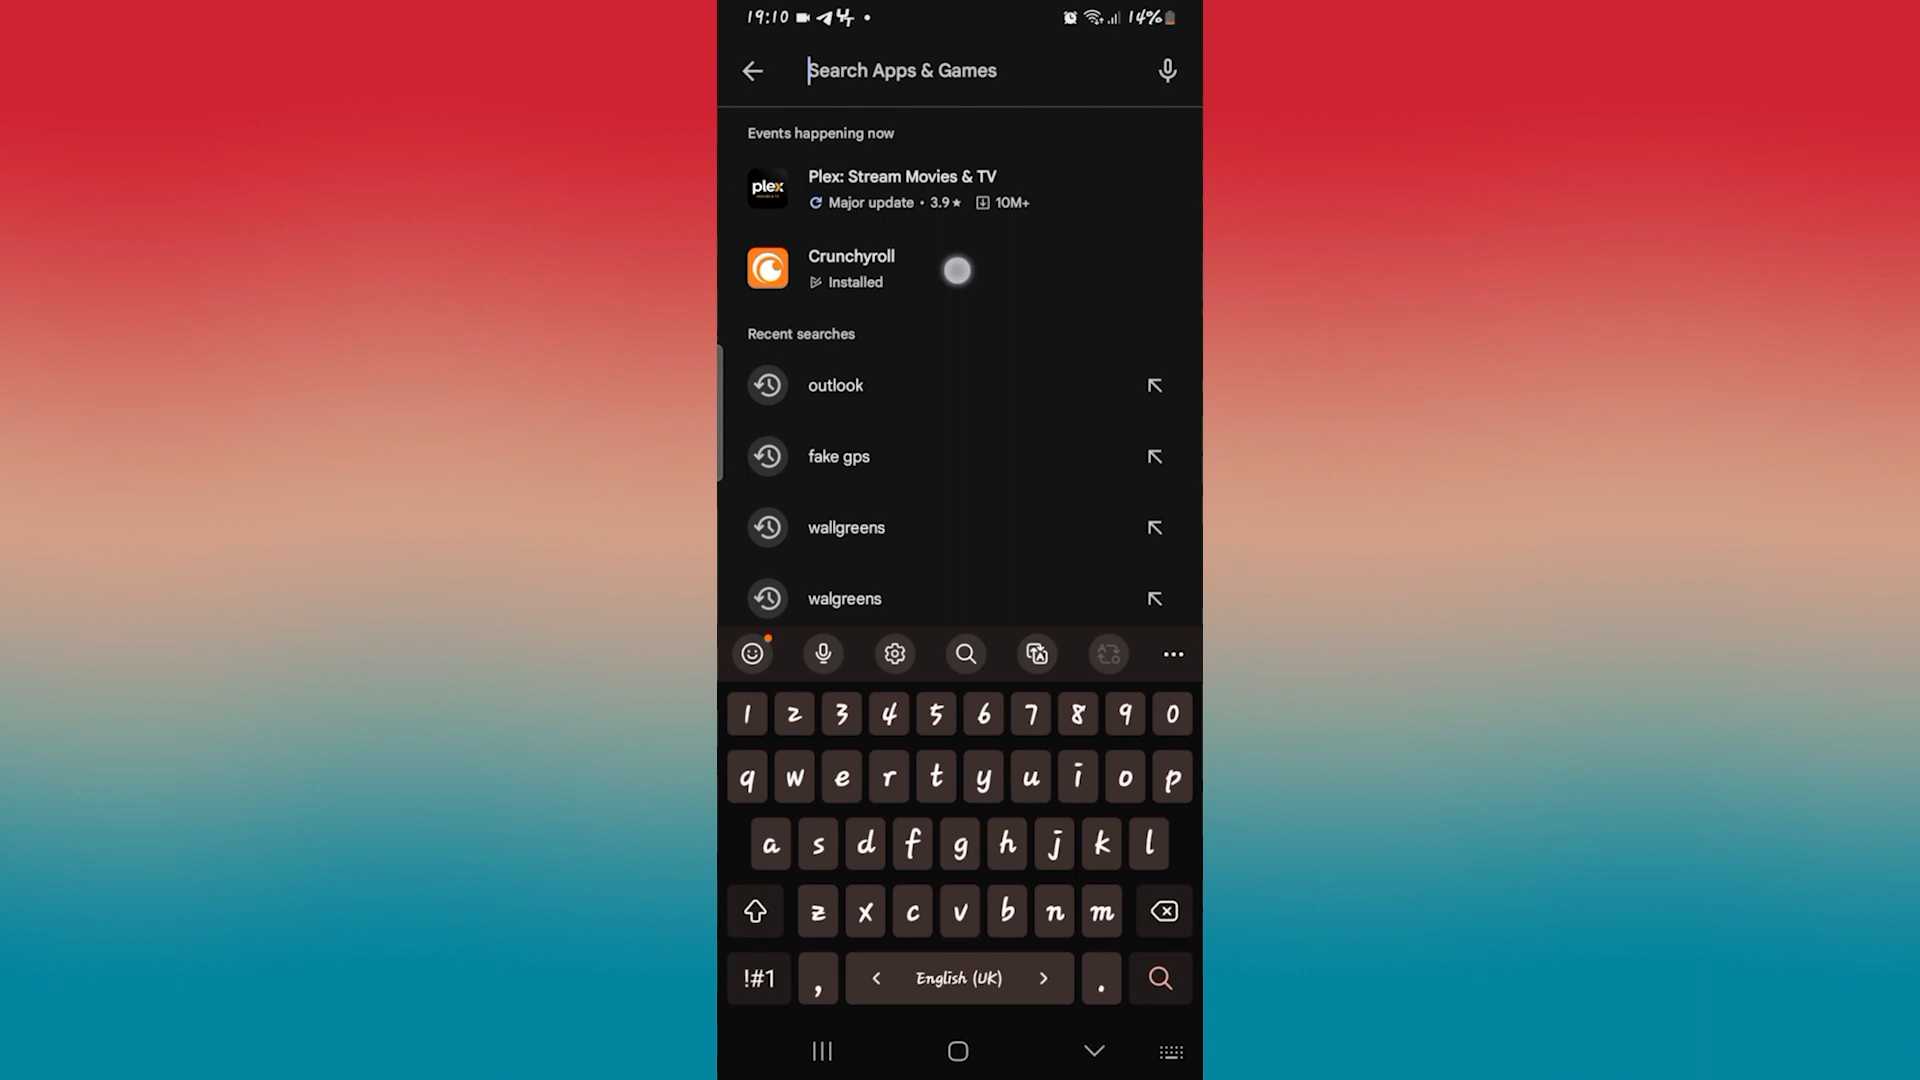 19:10
14%
Search Apps & Games
Events happening now
plex
Plex: Stream Movies & TV
Major update • 3.9★ 10M+
Crunchyroll
Installed
Recent searches
outlook
fake gps
wallgreens
walgreens
1 2 3 4 5 6 7 8 9 0
q w e r t y u i o p
a s d f g h j k l
z x c v b n m
!#1 , < English (UK) > .